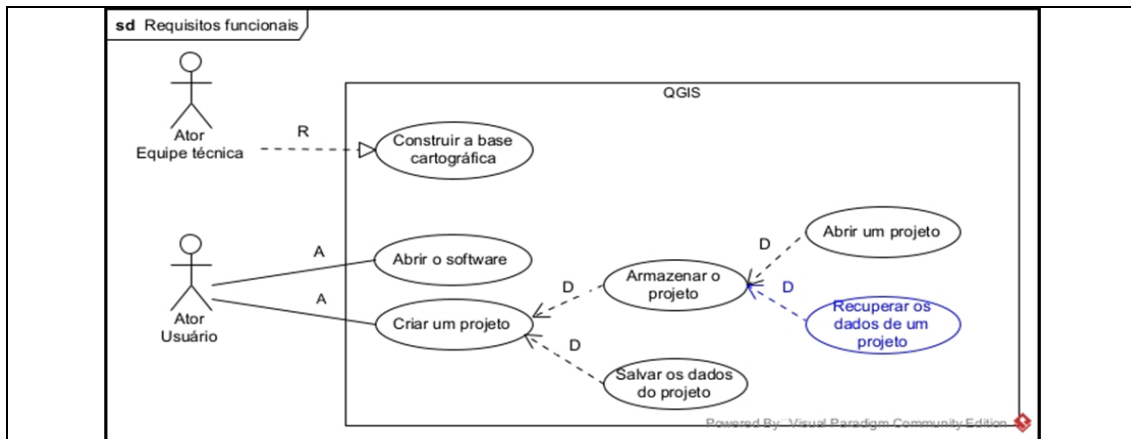 sd Requisitos funcionais
QGIS
Ator
Equipe técnica
R
Construir a base
cartográfica
Ator
Usuário
A
Abrir o software
A
Criar um projeto
D
Armazenar o
projeto
D
Salvar os dados
do projeto
D
Abrir um projeto
D
Recuperar os
dados de um
projeto
Powered By Visual Paradigm Community Edition